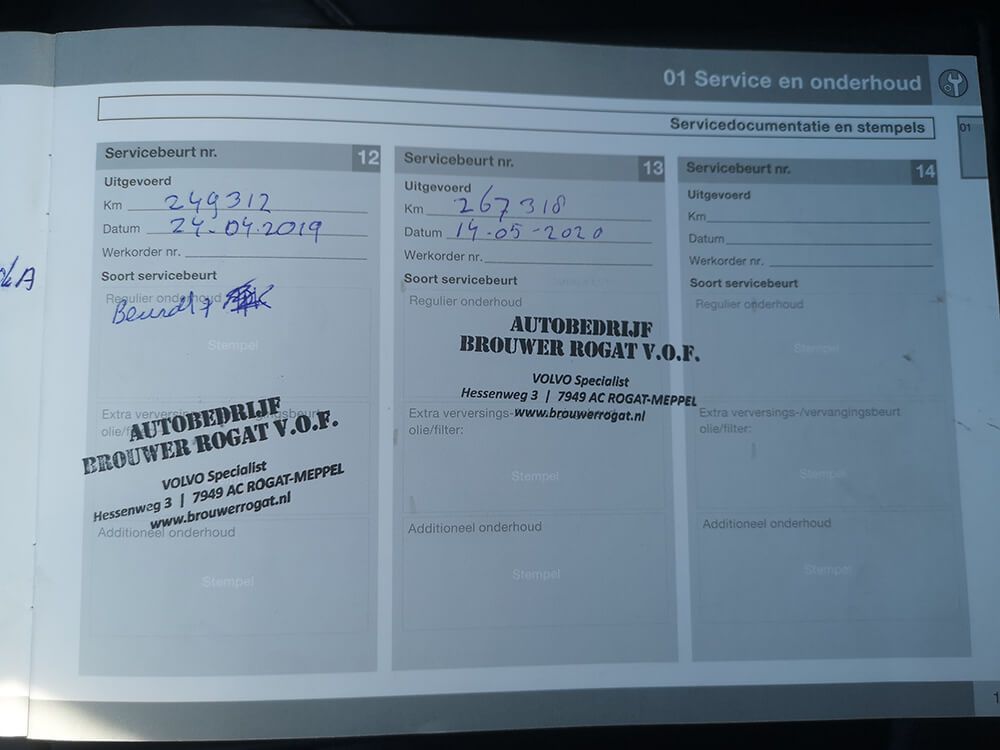 01 Service en onderhoud
Servicedocumentatie en stempels
01
Servicebeurt nr. 12
Uitgevoerd
Km 249312
Datum 24-04-2019
Werkorder nr.
Soort servicebeurt
Regulier onderhoud
Stempel
AUTOBEDRIJF
BROUWER ROGAT V.O.F.
VOLVO Specialist
Hessenweg 3 | 7949 AC ROGAT-MEPPEL
www.brouwerrogat.nl
Additioneel onderhoud
Stempel
Servicebeurt nr. 13
Uitgevoerd
Km 267318
Datum 14-05-2020
Werkorder nr.
Soort servicebeurt
Regulier onderhoud
AUTOBEDRIJF
BROUWER ROGAT V.O.F.
VOLVO Specialist
Hessenweg 3 | 7949 AC ROGAT-MEPPEL
www.brouwerrogat.nl
Extra verversings-
olie/filter:
Stempel
Additioneel onderhoud
Stempel
Servicebeurt nr. 14
Uitgevoerd
Km
Datum
Werkorder nr.
Soort servicebeurt
Regulier onderhoud
Stempel
Extra verversings-/vervangingsbeurt
olie/filter:
Stempel
Additioneel onderhoud
Stempel